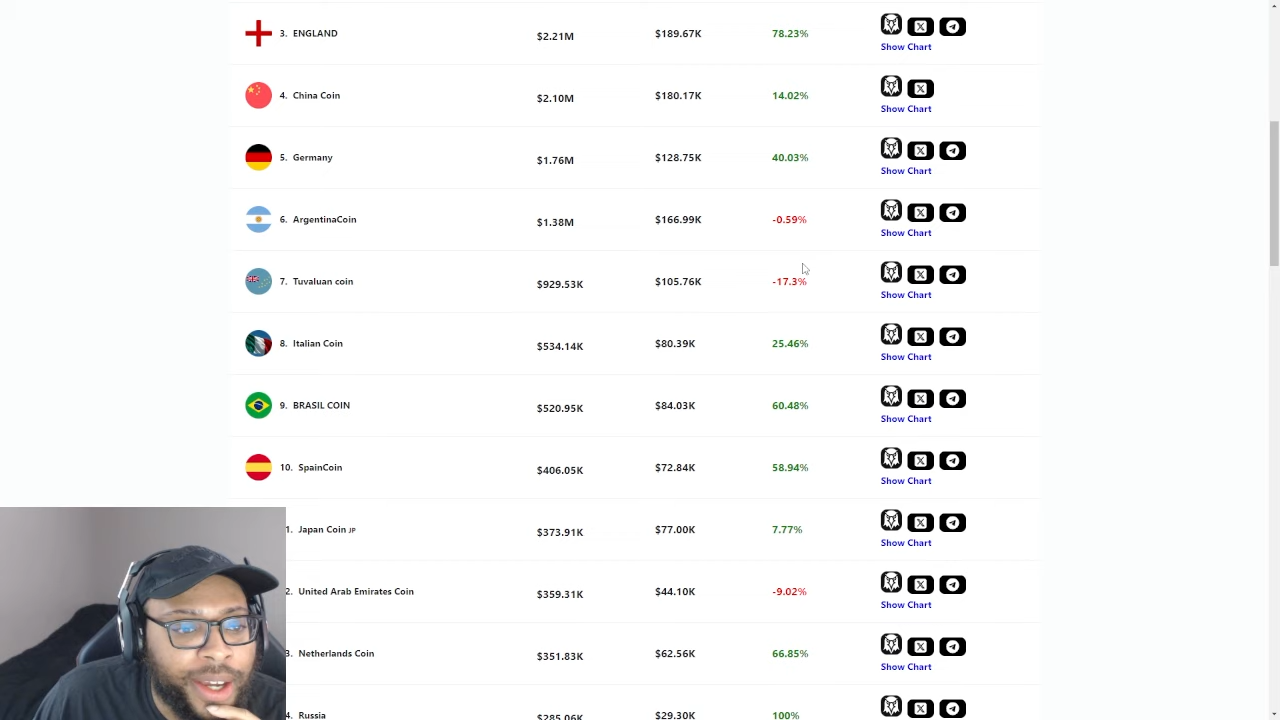 3. ENGLAND $2.21M $189.67K 78.23%
Show Chart
4. China Coin $2.10M $180.17K 14.02%
Show Chart
5. Germany $1.76M $128.75K 40.03%
Show Chart
6. ArgentinaCoin $1.38M $166.99K -0.59%
Show Chart
7. Tuvaluan coin $929.53K $105.76K -17.3%
Show Chart
8. Italian Coin $534.14K $80.39K 25.46%
Show Chart
9. BRASIL COIN $520.95K $84.03K 60.48%
Show Chart
10. SpainCoin $406.05K $72.84K 58.94%
Show Chart
1. Japan Coin JP $373.91K $77.00K 7.77%
Show Chart
2. United Arab Emirates Coin $359.31K $44.10K -9.02%
Show Chart
3. Netherlands Coin $351.83K $62.56K 66.85%
Show Chart
4. Russia $285.06K $29.30K 100%